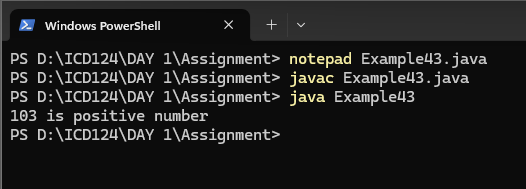 Windows PowerShell
PS D:\ICD124\DAY 1\Assignment> notepad Example43.java
PS D:\ICD124\DAY 1\Assignment> javac Example43.java
PS D:\ICD124\DAY 1\Assignment> java Example43
103 is positive number
PS D:\ICD124\DAY 1\Assignment>